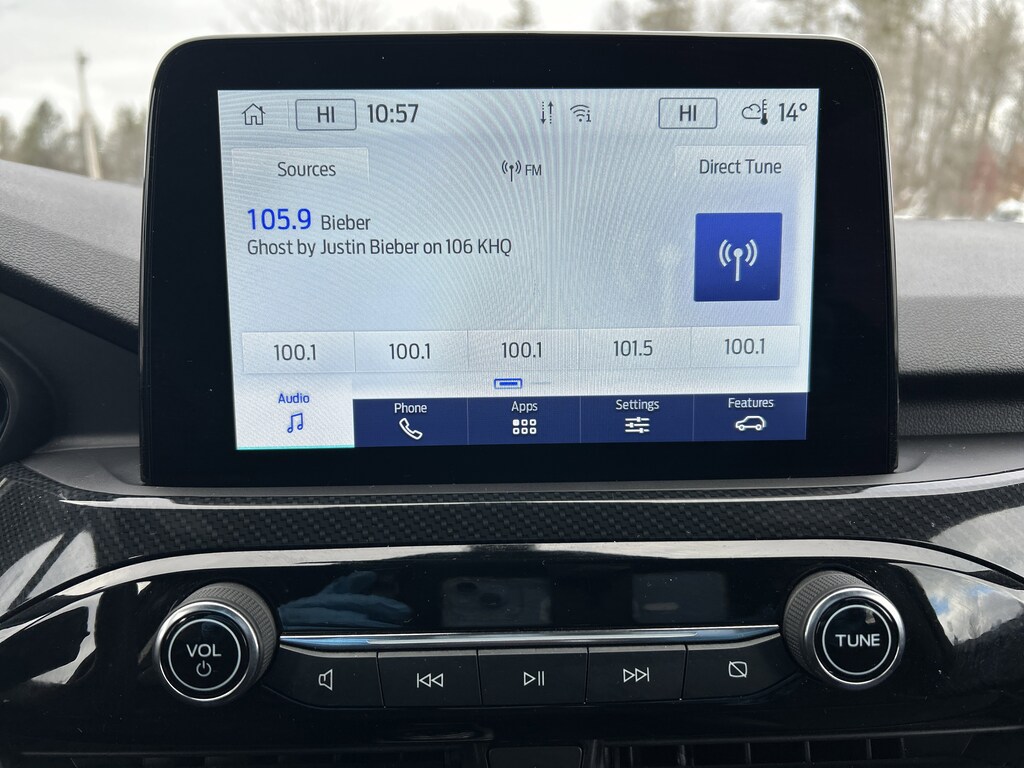 HI 10:57 HI 14°
Sources FM Direct Tune
105.9 Bieber
Ghost by Justin Bieber on 106 KHQ
100.1 100.1 100.1 101.5 100.1
Audio Phone Apps Settings Features
VOL TUNE